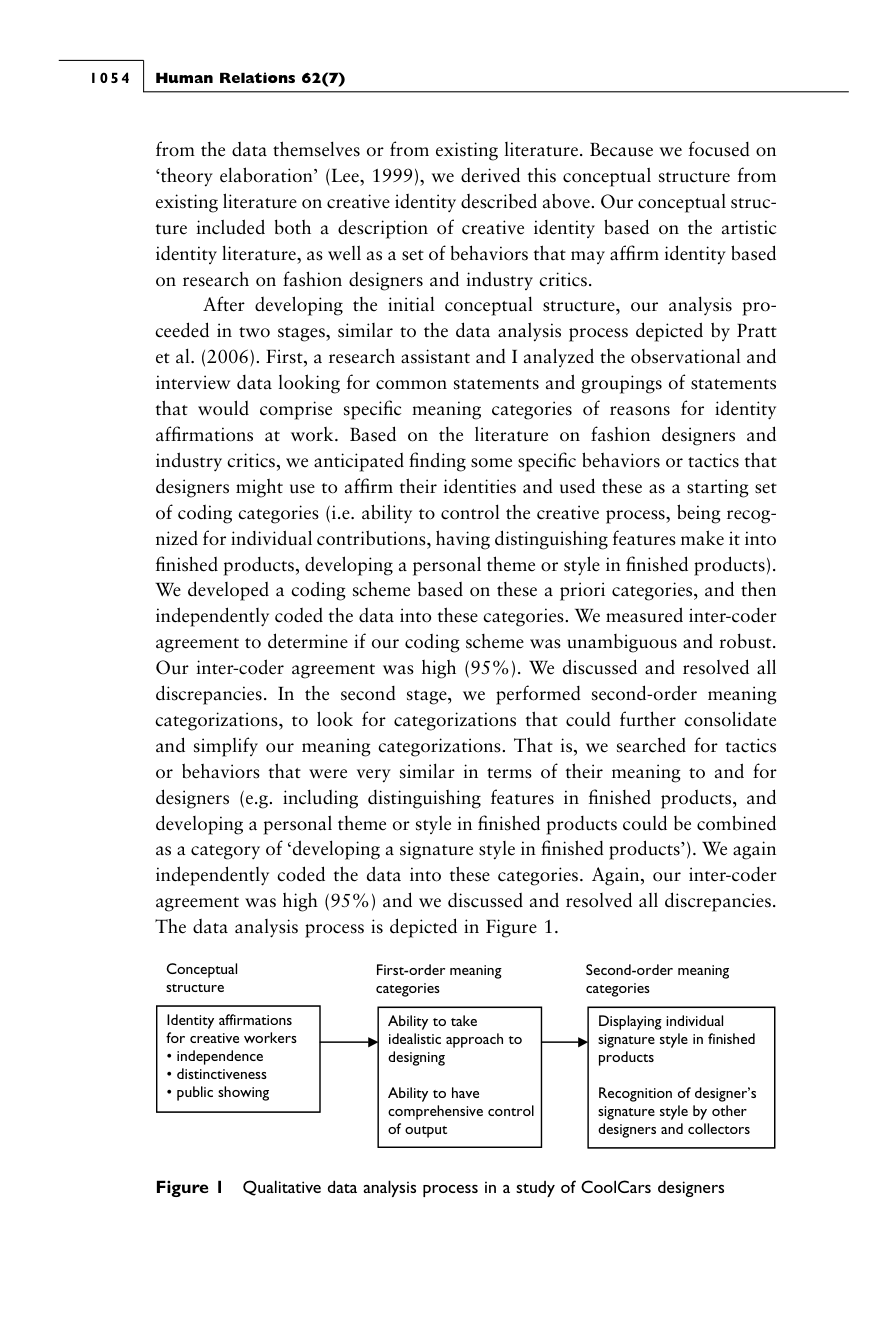 1054 Human Relations 62(7)
from the data themselves or from existing literature. Because we focused on
‘theory elaboration’ (Lee, 1999), we derived this conceptual structure from
existing literature on creative identity described above. Our conceptual struc-
ture included both a description of creative identity based on the artistic
identity literature, as well as a set of behaviors that may affirm identity based
on research on fashion designers and industry critics.
After developing the initial conceptual structure, our analysis pro-
ceeded in two stages, similar to the data analysis process depicted by Pratt
et al. (2006). First, a research assistant and I analyzed the observational and
interview data looking for common statements and groupings of statements
that would comprise specific meaning categories of reasons for identity
affirmations at work. Based on the literature on fashion designers and
industry critics, we anticipated finding some specific behaviors or tactics that
designers might use to affirm their identities and used these as a starting set
of coding categories (i.e. ability to control the creative process, being recog-
nized for individual contributions, having distinguishing features make it into
finished products, developing a personal theme or style in finished products).
We developed a coding scheme based on these a priori categories, and then
independently coded the data into these categories. We measured inter-coder
agreement to determine if our coding scheme was unambiguous and robust.
Our inter-coder agreement was high (95%). We discussed and resolved all
discrepancies. In the second stage, we performed second-order meaning
categorizations, to look for categorizations that could further consolidate
and simplify our meaning categorizations. That is, we searched for tactics
or behaviors that were very similar in terms of their meaning to and for
designers (e.g. including distinguishing features in finished products, and
developing a personal theme or style in finished products could be combined
as a category of ‘developing a signature style in finished products’). We again
independently coded the data into these categories. Again, our inter-coder
agreement was high (95%) and we discussed and resolved all discrepancies.
The data analysis process is depicted in Figure 1.
Conceptual
structure
Identity affirmations
for creative workers
• independence
• distinctiveness
• public showing
First-order meaning
categories
Ability to take
idealistic approach to
designing
Ability to have
comprehensive control
of output
Second-order meaning
categories
Displaying individual
signature style in finished
products
Recognition of designer’s
signature style by other
designers and collectors
Figure 1 Qualitative data analysis process in a study of CoolCars designers